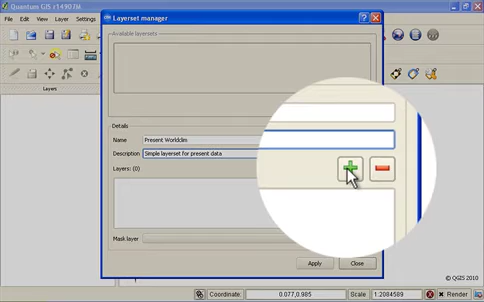 Quantum GIS r14907M
Layerset manager
File Edit View Layer Settings
Available layersets
Layers
Details
Name Present Worldclim
Description Simple layerset for present data
Layers: (0)
Mask layer
Apply Close
© QGIS 2010
Coordinate: 0.077,0.985 Scale 1.2084589 Render